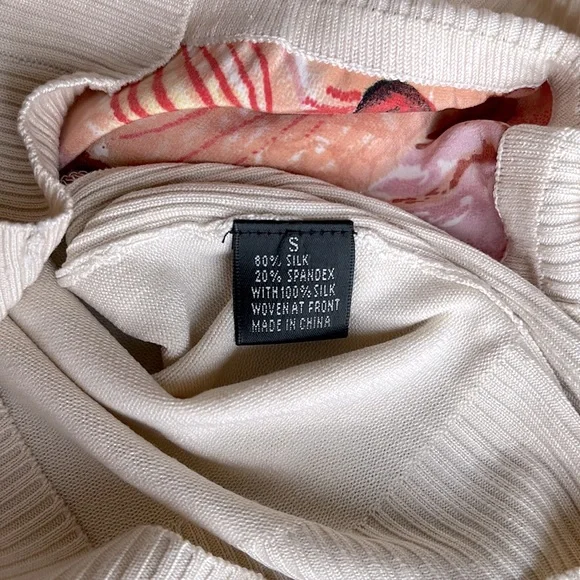 S
80% SILK
20% SPANDEX
WITH 100% SILK
WOVEN AT FRONT
MADE IN CHINA